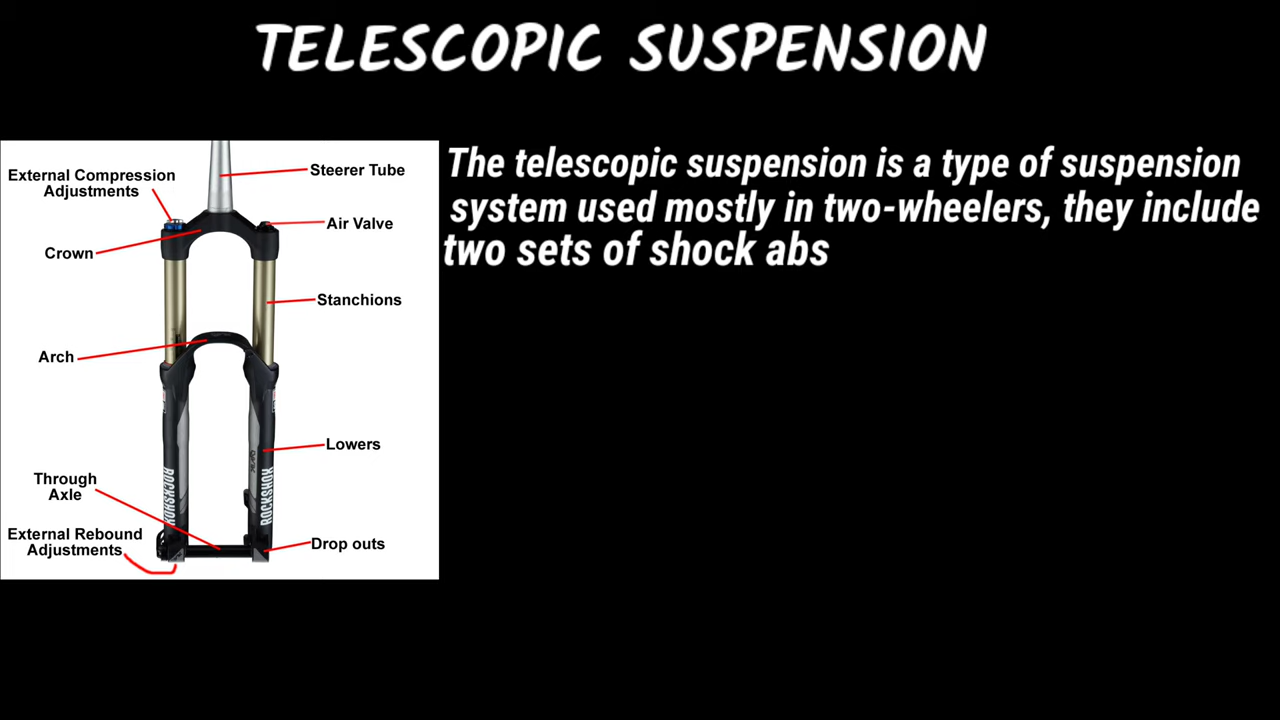 TELESCOPIC SUSPENSION
The telescopic suspension is a type of suspension
system used mostly in two-wheelers, they include
two sets of shock abs
External Compression
Adjustments
Steerer Tube
Air Valve
Crown
Stanchions
Arch
Lowers
Through
Axle
External Rebound
Adjustments
Drop outs
ROCKSHOX
ROCKSHOX